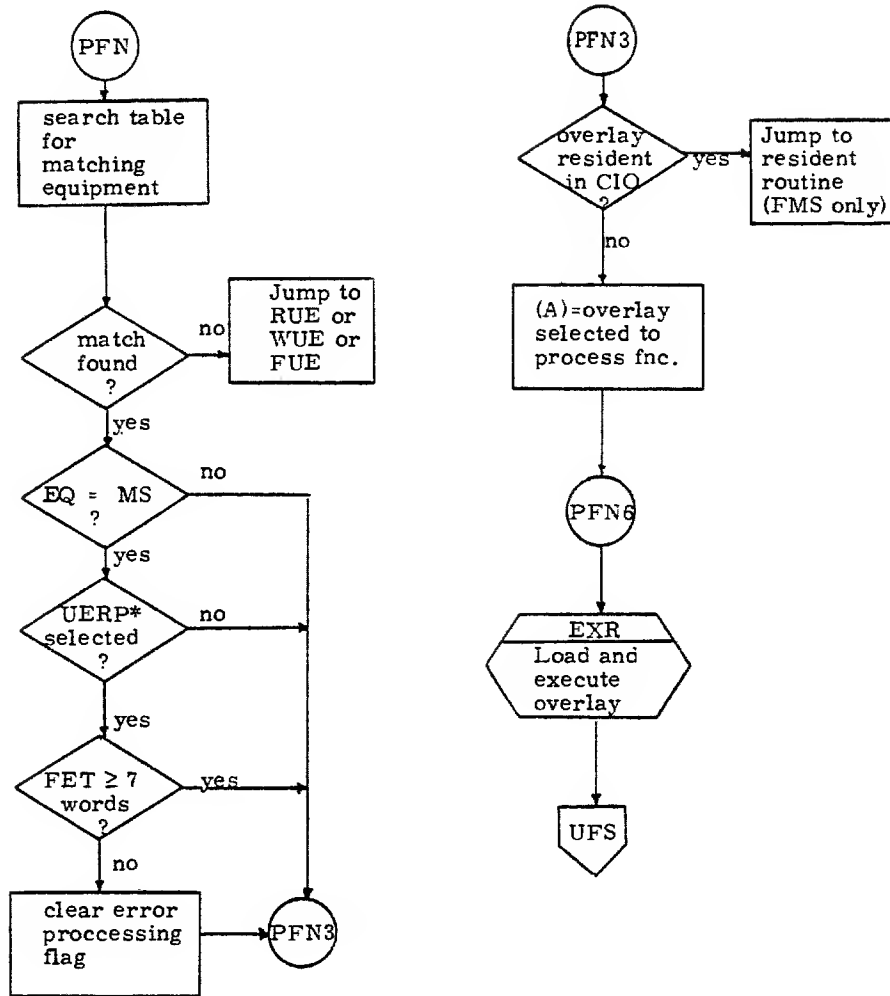 PFN
search table
for
matching
equipment
match
found
?
no
Jump to
RUE or
WUE or
FUE
yes
EQ = MS
?
no
yes
UERP*
selected
?
no
yes
FET ≥ 7
words
?
yes
no
clear error
proccessing
flag
PFN3
PFN3
overlay
resident
in CIO
?
yes
Jump to
resident
routine
(FMS only)
no
(A)=overlay
selected to
process fnc.
PFN6
EXR
Load and
execute
overlay
UFS